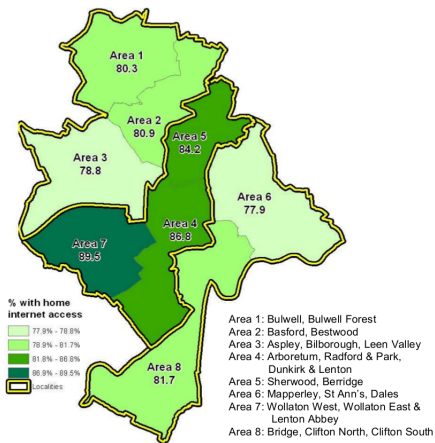 Area 1
80.3
Area 2
80.9
Area 5
84.2
Area 3
78.8
Area 6
77.9
Area 4
86.8
Area 7
89.5
Area 8
81.7
% with home
internet access
77.9% - 78.8%
78.9% - 81.7%
81.8% - 86.8%
86.9% - 89.5%
Localities
Area 1: Bulwell, Bulwell Forest
Area 2: Basford, Bestwood
Area 3: Aspley, Bilborough, Leen Valley
Area 4: Arboretum, Radford & Park,
Dunkirk & Lenton
Area 5: Sherwood, Berridge
Area 6: Mapperley, St Ann's, Dales
Area 7: Wollaton West, Wollaton East &
Lenton Abbey
Area 8: Bridge, Clifton North, Clifton South